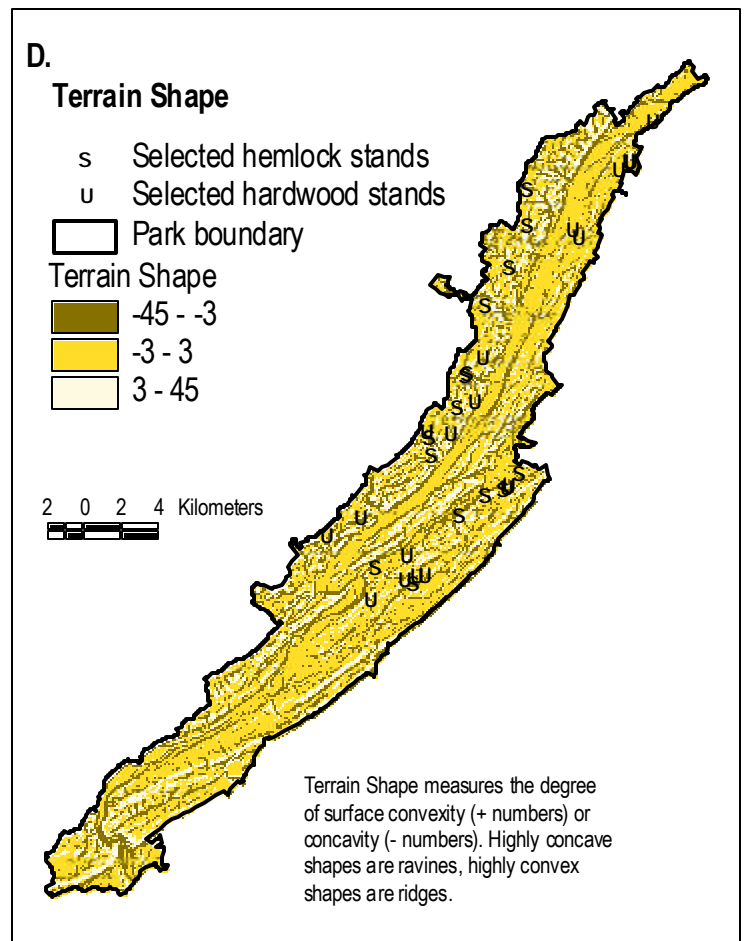 D.
Terrain Shape
S Selected hemlock stands
U Selected hardwood stands
Park boundary
Terrain Shape
-45 - -3
-3 - 3
3 - 45
2 0 2 4 Kilometers
Terrain Shape measures the degree
of surface convexity (+ numbers) or
concavity (- numbers). Highly concave
shapes are ravines, highly convex
shapes are ridges.